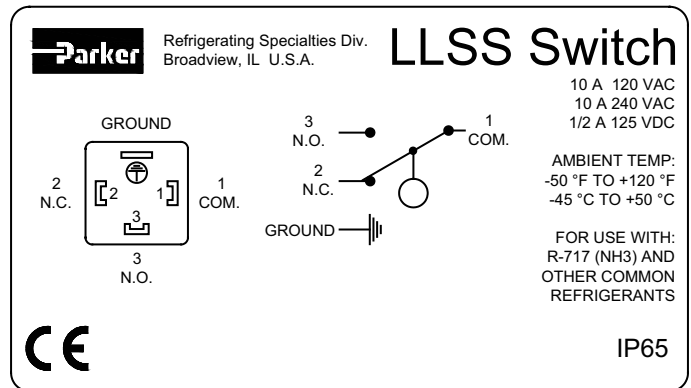 Parker
Refrigerating Specialties Div.
Broadview, IL U.S.A.
LLSS Switch
10 A 120 VAC
10 A 240 VAC
1/2 A 125 VDC
AMBIENT TEMP:
-50 °F TO +120 °F
-45 °C TO +50 °C
FOR USE WITH:
R-717 (NH3) AND
OTHER COMMON
REFRIGERANTS
IP65
GROUND
2
N.C.
2
1
3
1
COM.
3
N.O.
3
N.O.
1
COM.
2
N.C.
GROUND
CE